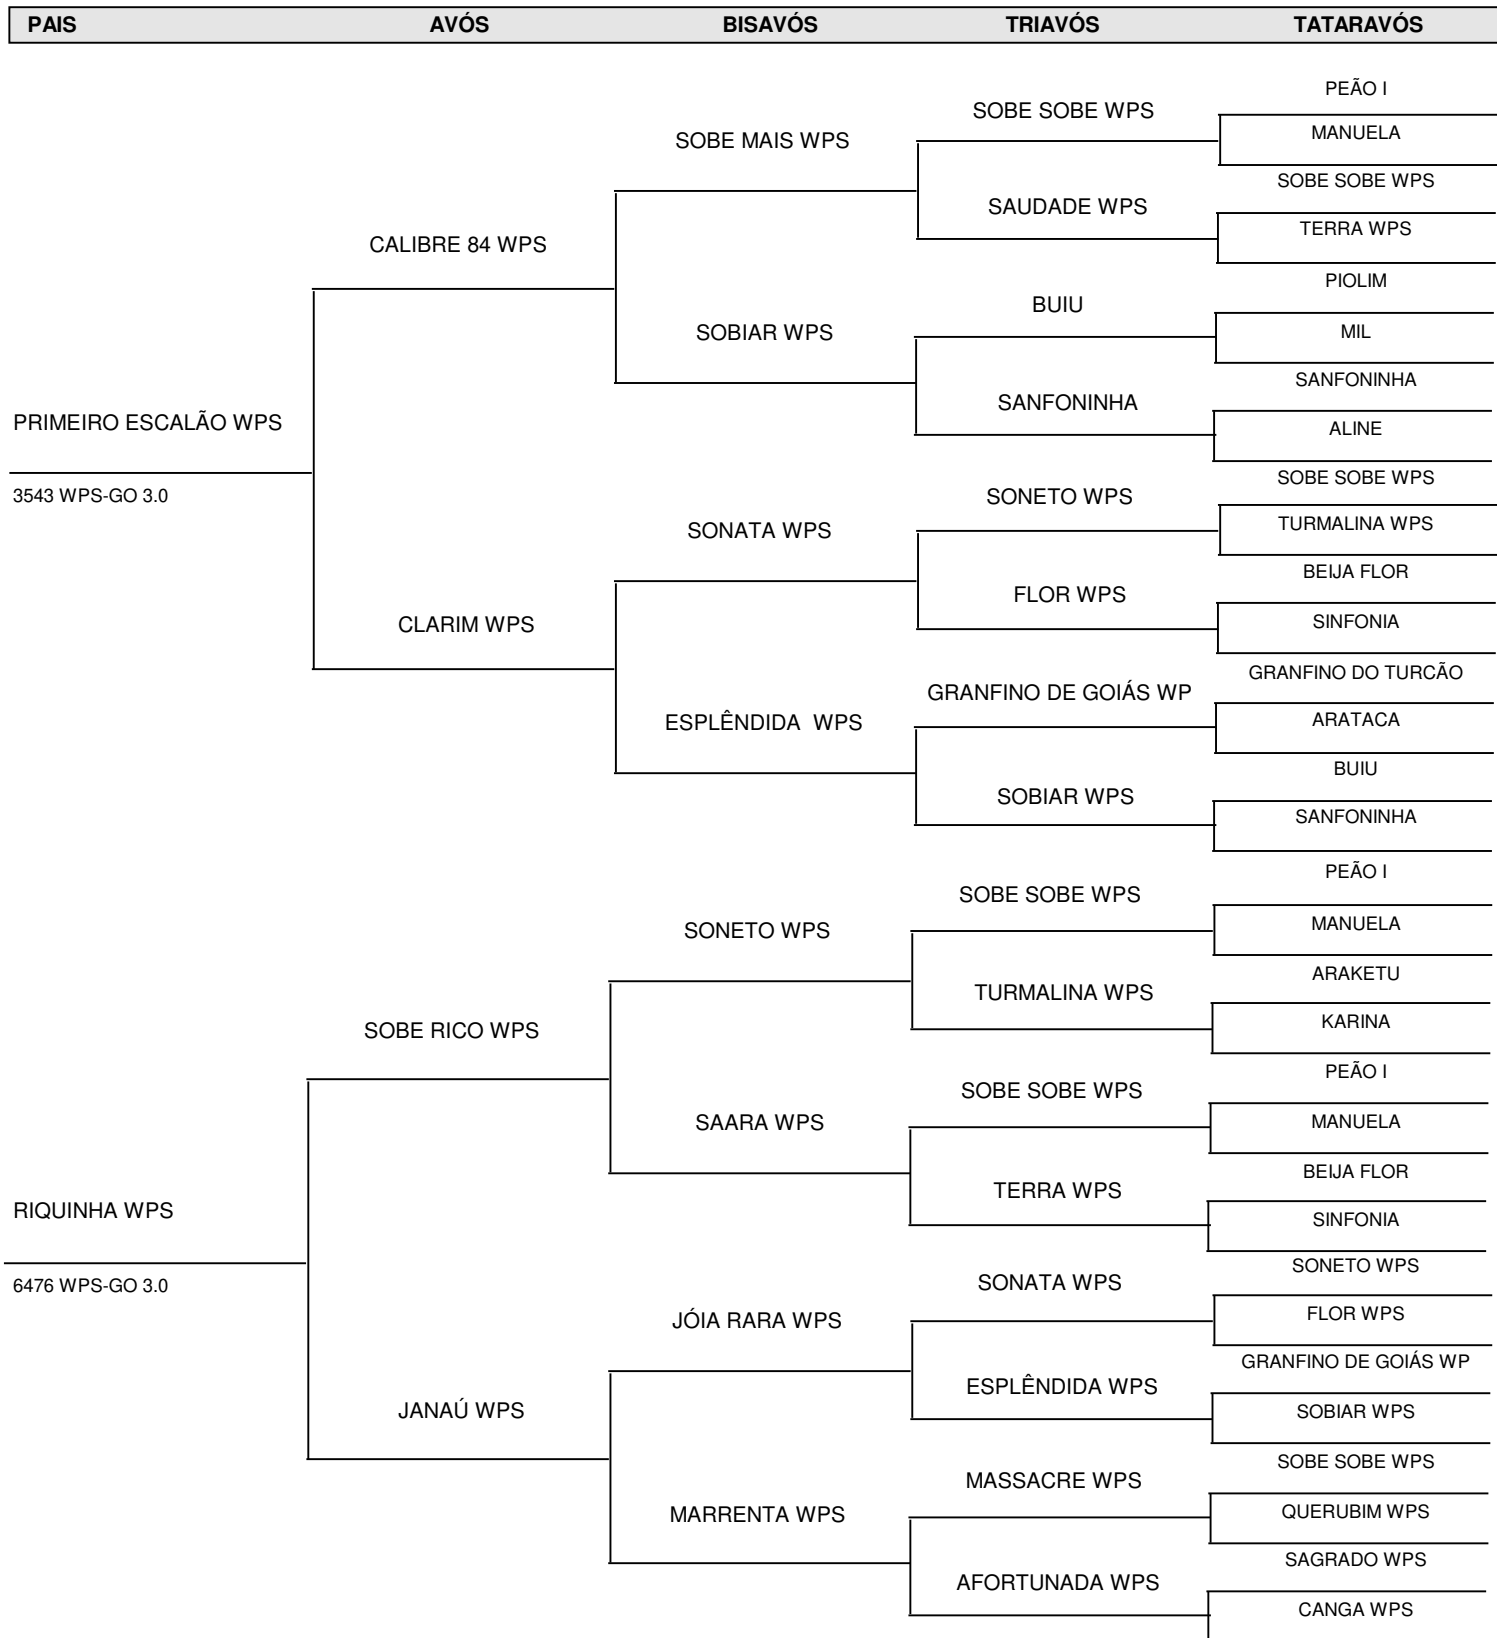 PAIS AVÓS BISAVÓS TRIAVÓS TATARAVÓS
PEÃO I
SOBE SOBE WPS
MANUELA
SOBE MAIS WPS
SOBE SOBE WPS
SAUDADE WPS
TERRA WPS
CALIBRE 84 WPS
PIOLIM
BUIU
MIL
SOBIAR WPS
SANFONINHA
SANFONINHA
PRIMEIRO ESCALÃO WPS
ALINE
SOBE SOBE WPS
3543 WPS-GO 3.0
SONETO WPS
TURMALINA WPS
SONATA WPS
BEIJA FLOR
FLOR WPS
SINFONIA
CLARIM WPS
GRANFINO DO TURCÃO
GRANFINO DE GOIÁS WP
ARATACA
ESPLÊNDIDA  WPS
BUIU
SOBIAR WPS
SANFONINHA
PEÃO I
SOBE SOBE WPS
MANUELA
SONETO WPS
ARAKETU
TURMALINA WPS
KARINA
SOBE RICO WPS
PEÃO I
SOBE SOBE WPS
MANUELA
SAARA WPS
BEIJA FLOR
TERRA WPS
RIQUINHA WPS
SINFONIA
SONETO WPS
6476 WPS-GO 3.0
SONATA WPS
FLOR WPS
JÓIA RARA WPS
GRANFINO DE GOIÁS WP
ESPLÊNDIDA WPS
JANAÚ WPS
SOBIAR WPS
SOBE SOBE WPS
MASSACRE WPS
QUERUBIM WPS
MARRENTA WPS
SAGRADO WPS
AFORTUNADA WPS
CANGA WPS